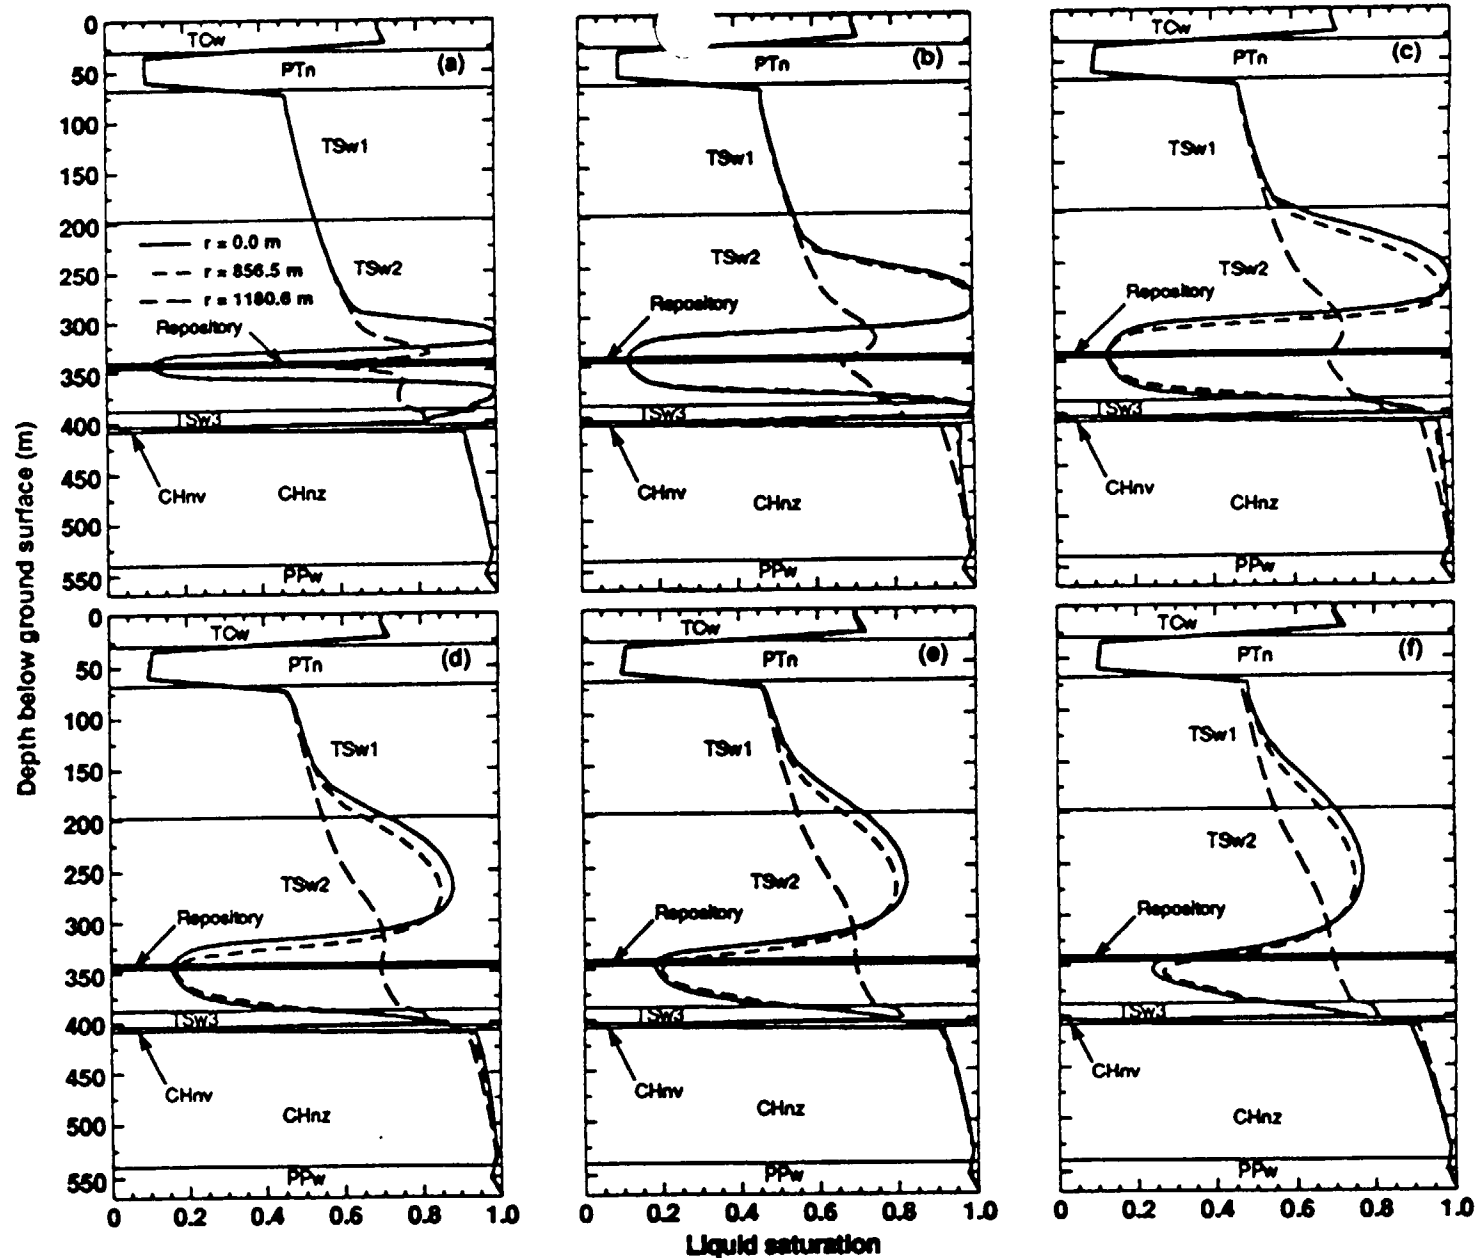 0
50
100
150
200
250
300
350
400
450
500
550
TCw
PTn
(a)
TSw1
r = 0.0 m
r = 856.5 m
r = 1180.6 m
TSw2
Repository
TSw3
CHnv
CHnz
PPw
(b)
PTn
TSw1
TSw2
Repository
TSw3
CHnv
CHnz
PPw
TCw
PTn
(c)
TSw1
TSw2
Repository
TSw3
CHnv
CHnz
PPw
Depth below ground surface (m)
0
50
100
150
200
250
300
350
400
450
500
550
TCw
PTn
(d)
TSw1
TSw2
Repository
TSw3
CHnv
CHnz
PPw
0 0.2 0.4 0.6 0.8 1.0
TCw
PTn
(e)
TSw1
TSw2
Repository
TSw3
CHnv
CHnz
PPw
0 0.2 0.4 0.6 0.8 1.0
TCw
PTn
(f)
TSw1
TSw2
Repository
TSw3
CHnv
CHnz
PPw
0 0.2 0.4 0.6 0.8 1.0
Liquid saturation